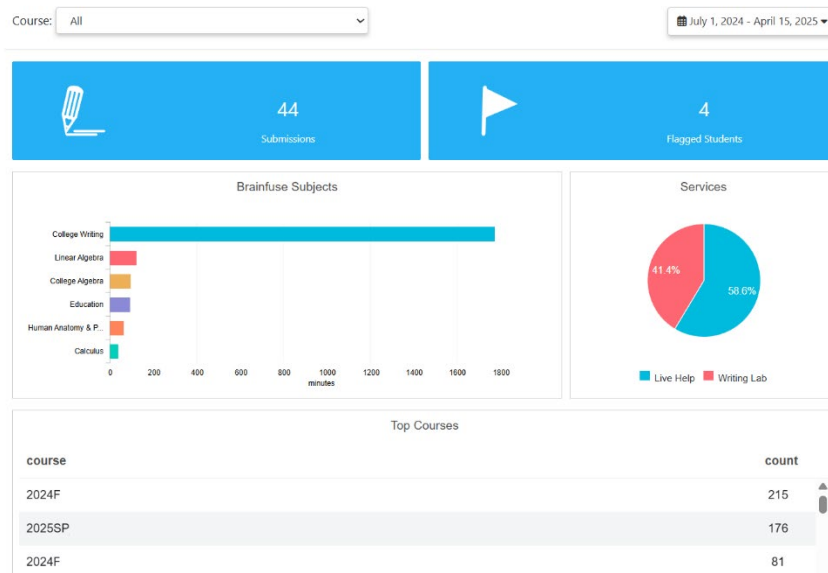 Course: All July 1, 2024 - April 15, 2025
44 4
Submissions Flagged Students
Brainfuse Subjects Services
College Writing
Linear Algebra
College Algebra
Education
Human Anatomy & P...
Calculus
0 200 400 600 800 1000 1200 1400 1600 1800
minutes
41.4%
58.6%
Live Help Writing Lab
Top Courses
course count
2024F 215
2025SP 176
2024F 81